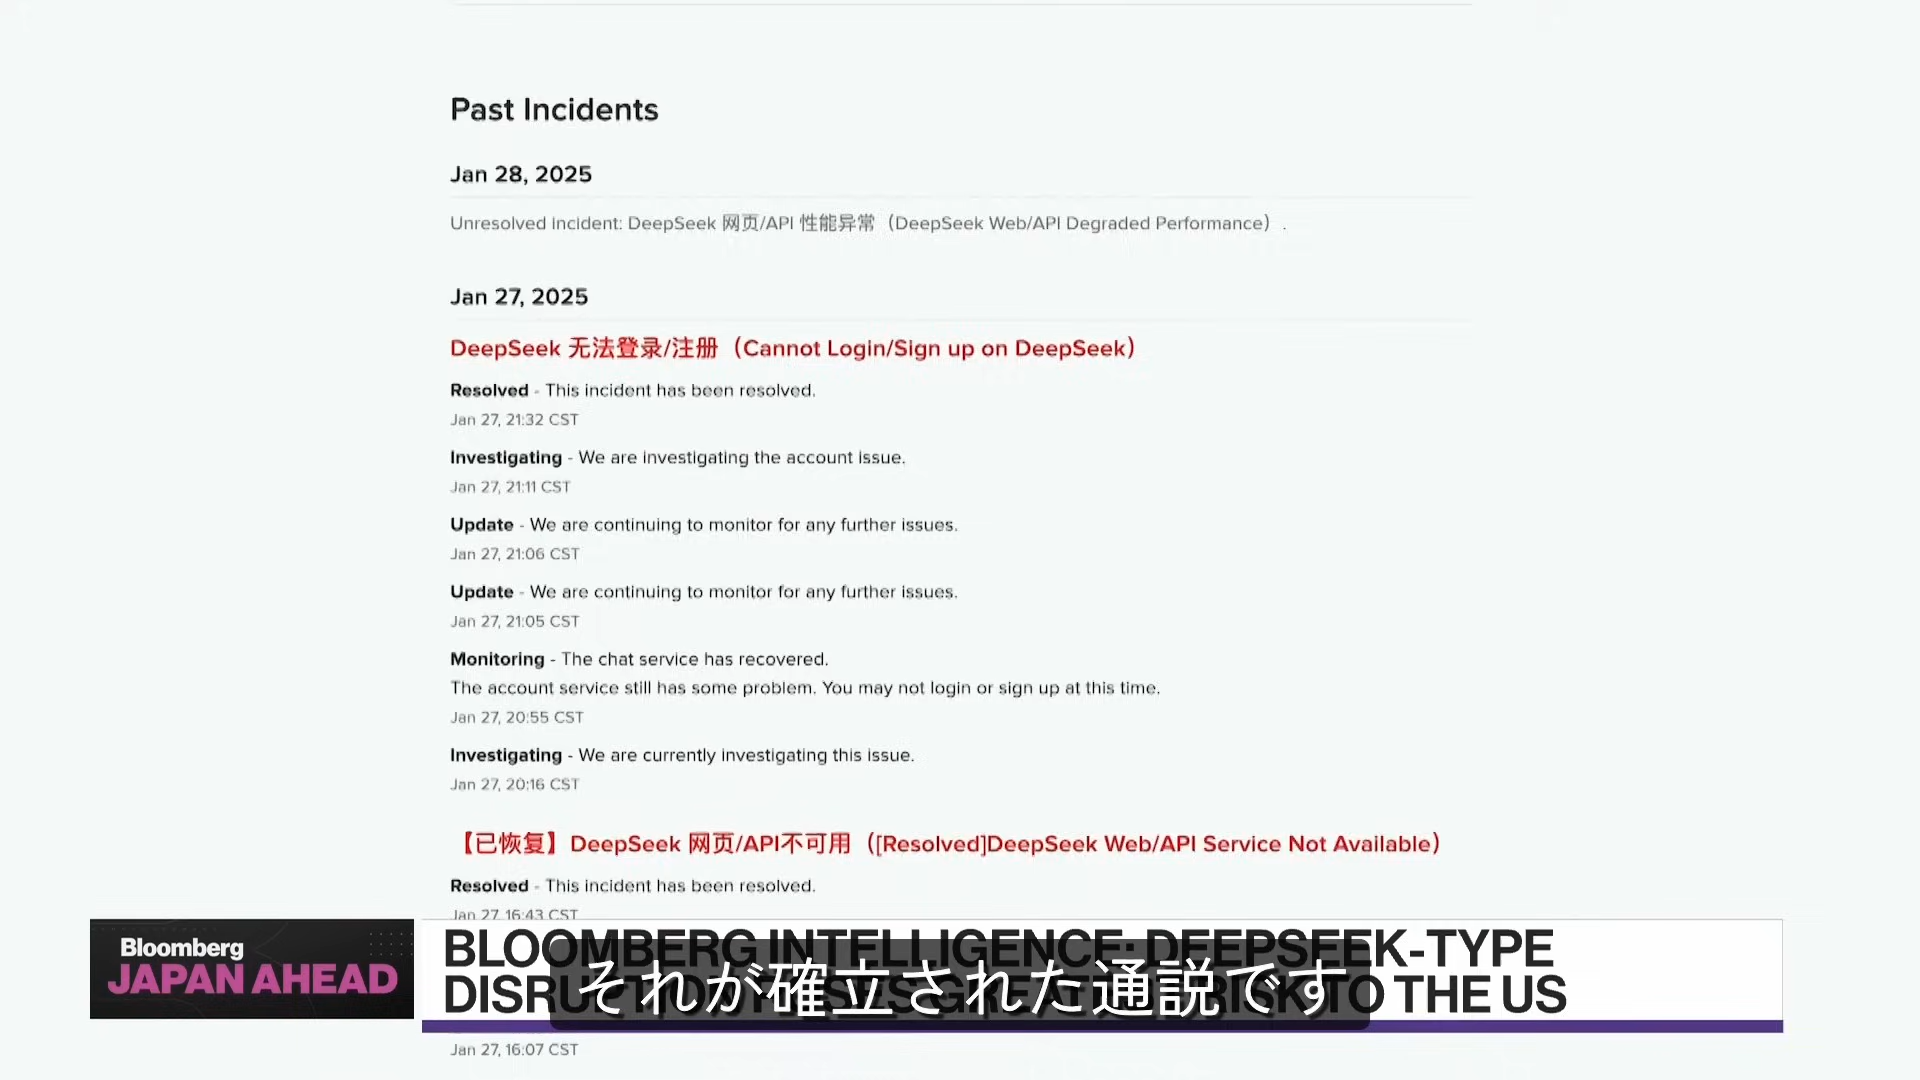 Past Incidents
Jan 28, 2025
Unresolved incident: DeepSeek 网页/API 性能异常（DeepSeek Web/API Degraded Performance）.
Jan 27, 2025
DeepSeek 无法登录/注册（Cannot Login/Sign up on DeepSeek）
Resolved - This incident has been resolved.
Jan 27, 21:32 CST
Investigating - We are investigating the account issue.
Jan 27, 21:11 CST
Update - We are continuing to monitor for any further issues.
Jan 27, 21:06 CST
Update - We are continuing to monitor for any further issues.
Jan 27, 21:05 CST
Monitoring - The chat service has recovered.
The account service still has some problem. You may not login or sign up at this time.
Jan 27, 20:55 CST
Investigating - We are currently investigating this issue.
Jan 27, 20:16 CST
【已恢复】DeepSeek 网页/API不可用（[Resolved]DeepSeek Web/API Service Not Available）
Resolved - This incident has been resolved.
Jan 27, 16:43 CST
Bloomberg
JAPAN AHEAD
BLOOMBERG INTELLIGENCE: DEEPSEEK-TYPE
DISRUPTION RISK TO THE US
それが確立された通説です
Jan 27, 16:07 CST